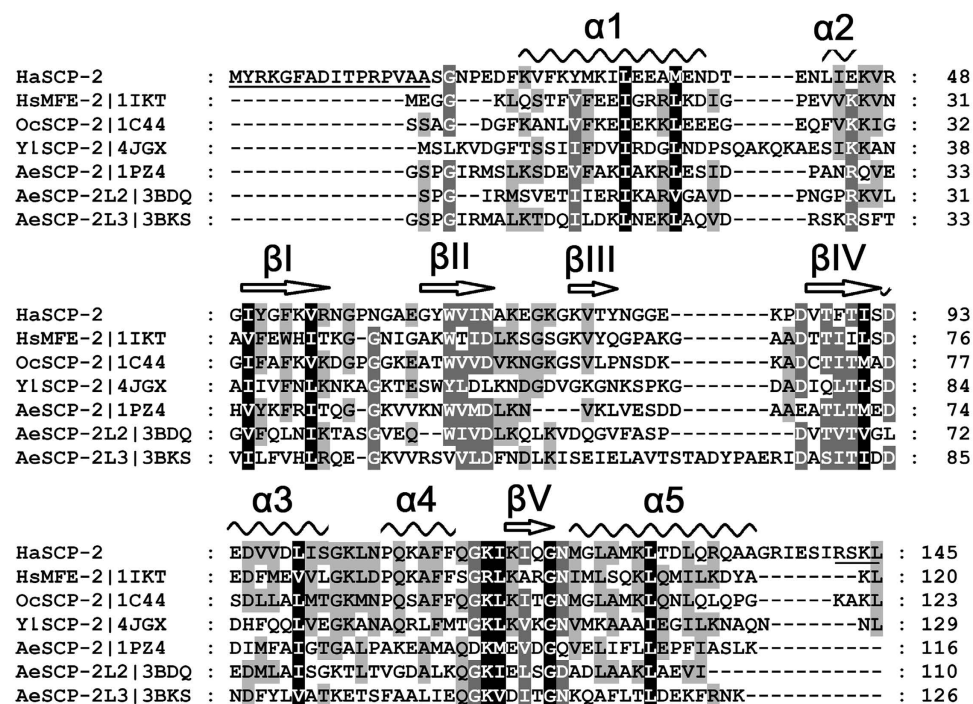 α1 α2
HaSCP-2 : MYRKGFADITPRPVAASGNPEDFKVFKYMKILEEAMENDT-----ENLIEKVR 48
HsMFE-2|1IKT : --------------MEGG---KLQSTFVFEEIGRRLKDIG-----PEVVKKVN 31
OcSCP-2|1C44 : --------------SSAG--DGFKANLVFKEIEKKLEEEG-----EQFVKKIG 32
YlSCP-2|4JGX : ---------------MSLKVDGFTSSIIFDVIRDGLNDPSQAKQKAESIKKAN 38
AeSCP-2|1PZ4 : --------------GSPGIRMSLKSDEVFAKIAKRLESID------PANRQVE 33
AeSCP-2L2|3BDQ : ---------------SPG--IRMSVETIIERIKARVGAVD-----PNGPRKVL 31
AeSCP-2L3|3BKS : --------------GSPGIRMALKTDQILDKLNEKLAQVD------RSKRSFT 33
βI βII βIII βIV
HaSCP-2 : GIYGFKVRNGPNGAEGYWVINAKEGKGKVTYNGGE--------KPDVTFTISD 93
HsMFE-2|1IKT : AVFEWHITKG-GNIGAKWTIDLKSGSGKVYQGPAKG-------AADTTIILSD 76
OcSCP-2|1C44 : GIFAFKVKDGPGGKEATWVVDVKNGKGSVLPNSDK--------KADCTITMAD 77
YlSCP-2|4JGX : AIIVFNLKNKAGKTESWYLDLKNDGDVGKGNKSPKG-------DADIQLTLSD 84
AeSCP-2|1PZ4 : HVYKFRITQG-GKVVKNWVMDLKN----VKLVESDD-------AAEATLTMED 74
AeSCP-2L2|3BDQ : GVFQLNIKTASGVEQ--WIVDLKQLKVDQGVFASP----------DVTVTVGL 72
AeSCP-2L3|3BKS : VILFVHLRQE-GKVVRSVVLDFNDLKISEIELAVTSTADYPAERIDASITIDD 85
α3 α4 βV α5
HaSCP-2 : EDVVDLISGKLNPQKAFFQGKIKIQGNMGLAMKLTDLQRQAAGRIESIRSKL : 145
HsMFE-2|1IKT : EDFMEVVLGKLDPQKAFFSGRLKARGNIMLSQKLQMILKDYA--------KL : 120
OcSCP-2|1C44 : SDLLALMTGKMNPQSAFFQGKLKITGNMGLAMKLQNLQLQPG------KAKL : 123
YlSCP-2|4JGX : DHFQQLVEGKANAQRLFMTGKLKVKGNVMKAAAIEGILKNAQN-------NL : 129
AeSCP-2|1PZ4 : DIMFAIGTGALPAKEAMAQDKMEVDGQVELIFLLEPFIASLK---------- : 116
AeSCP-2L2|3BDQ : EDMLAISGKTLTVGDALKQGKIELSGDADLAAKLAEVI-------------- : 110
AeSCP-2L3|3BKS : NDFYLVATKETSFAALIEQGKVDITGNKQAFLTLDEKFRNK----------- : 126